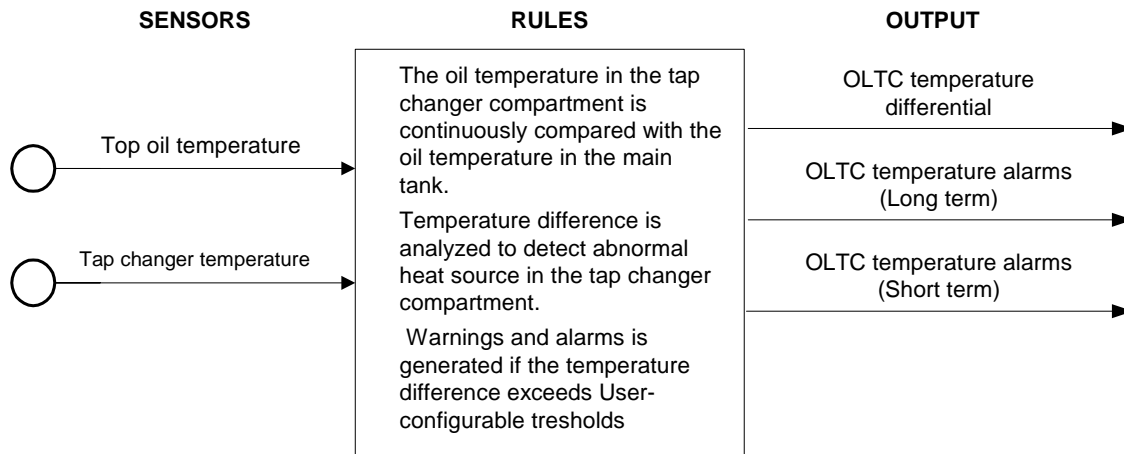 SENSORS
RULES
OUTPUT
Top oil temperature
Tap changer temperature
The oil temperature in the tap
changer compartment is
continuously compared with the
oil temperature in the main
tank.
Temperature difference is
analyzed to detect abnormal
heat source in the tap changer
compartment.
Warnings and alarms is
generated if the temperature
difference exceeds User-
configurable tresholds
OLTC temperature
differential
OLTC temperature alarms
(Long term)
OLTC temperature alarms
(Short term)